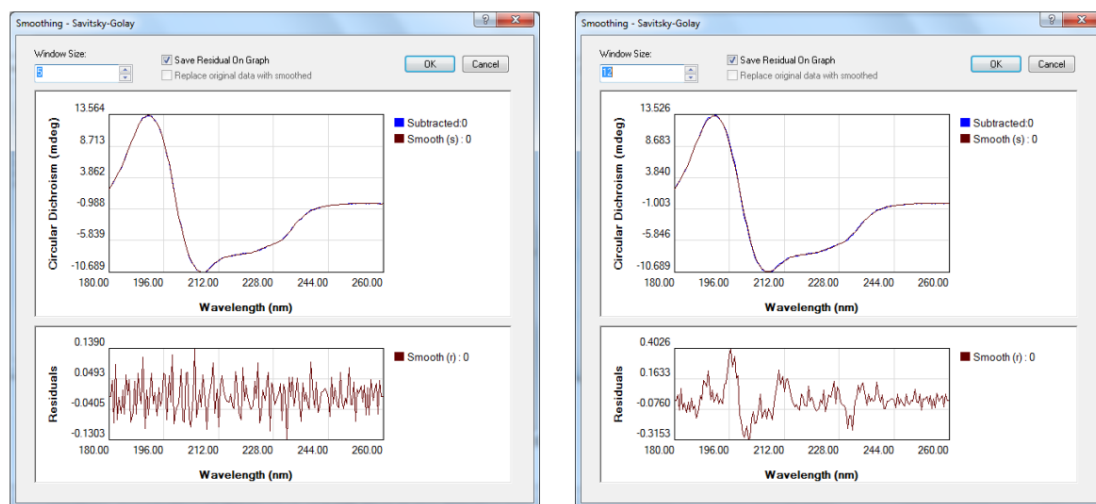 Smoothing - Savitsky-Golay
Window Size:
5
Save Residual On Graph
Replace original data with smoothed
OK
Cancel
13.564
8.713
3.862
-0.988
-5.839
-10.689
Circular Dichroism (mdeg)
180.00 196.00 212.00 228.00 244.00 260.00
Wavelength (nm)
Subtracted:0
Smooth (s) : 0
0.1390
0.0493
-0.0405
-0.1303
Residuals
180.00 196.00 212.00 228.00 244.00 260.00
Wavelength (nm)
Smooth (r) : 0
Smoothing - Savitsky-Golay
Window Size:
12
Save Residual On Graph
Replace original data with smoothed
OK
Cancel
13.526
8.683
3.840
-1.003
-5.846
-10.689
Circular Dichroism (mdeg)
180.00 196.00 212.00 228.00 244.00 260.00
Wavelength (nm)
Subtracted:0
Smooth (s) : 0
0.4026
0.1633
-0.0760
-0.3153
Residuals
180.00 196.00 212.00 228.00 244.00 260.00
Wavelength (nm)
Smooth (r) : 0